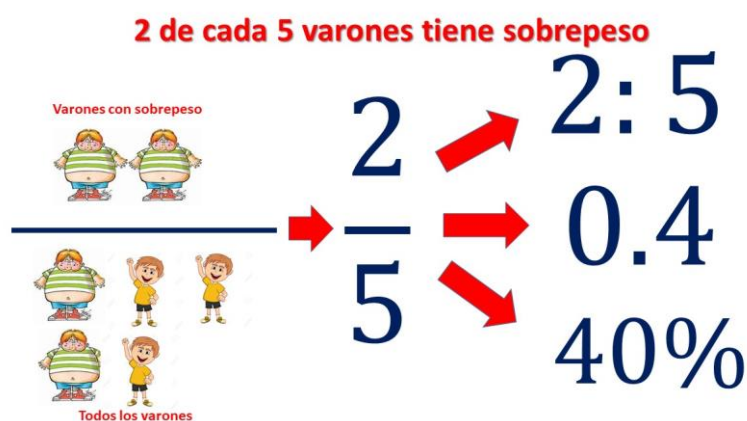 2 de cada 5 varones tiene sobrepeso
Varones con sobrepeso
Todos los varones
2
5
2: 5
0.4
40%